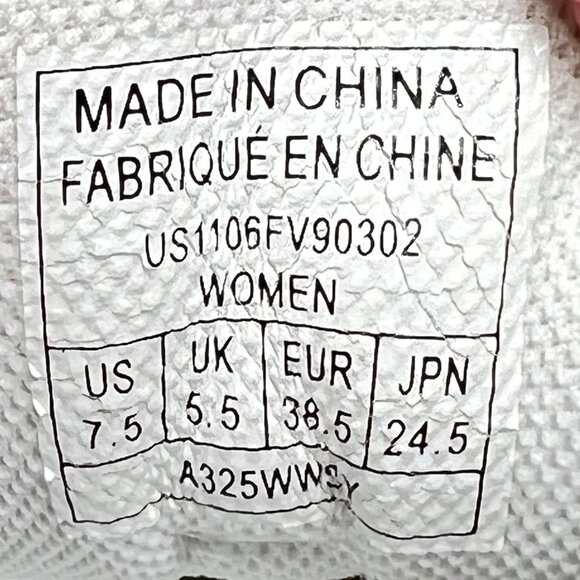 MADE IN CHINA
FABRIQUÉ EN CHINE
US1106FV90302
WOMEN
US UK EUR JPN
7.5 5.5 38.5 24.5